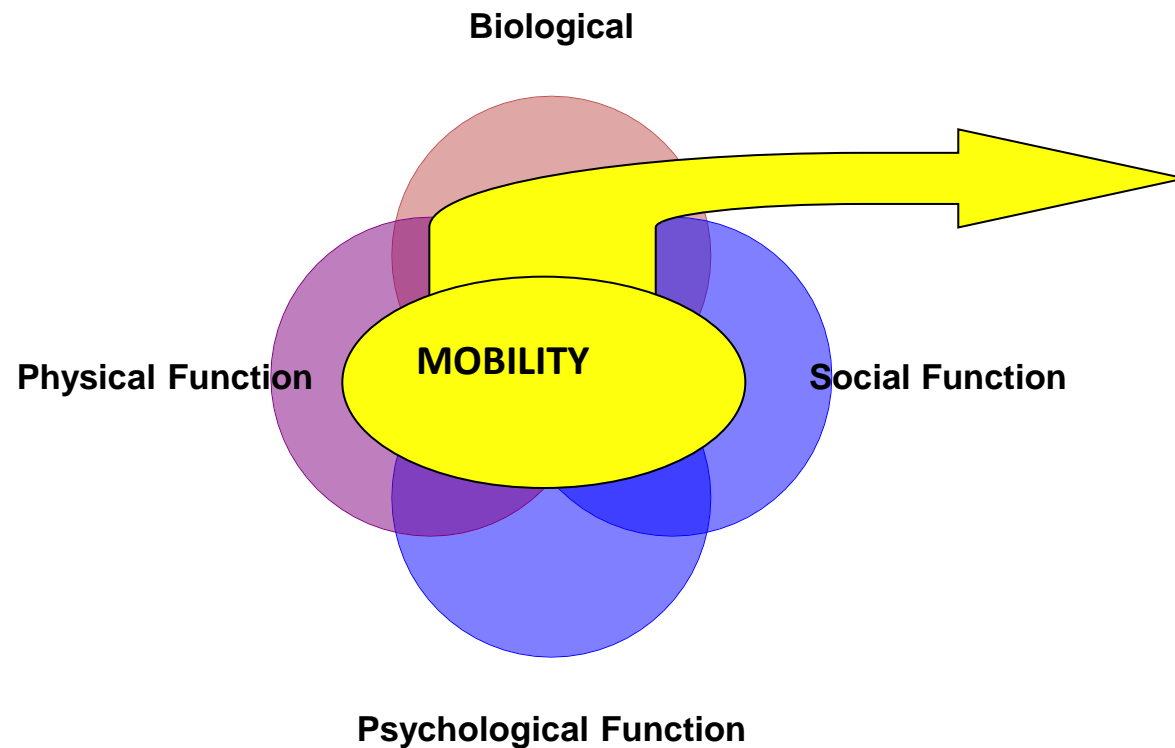 Biological
MOBILITY
Physical Function
Social Function
Psychological Function